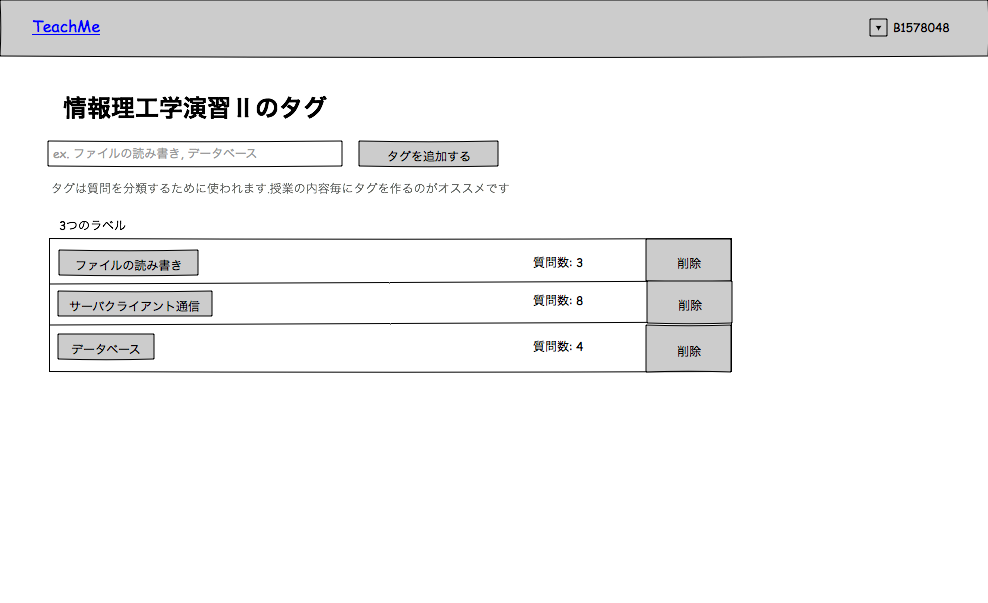 TeachMe
▾ B1578048
情報理工学演習Ⅱのタグ
ex. ファイルの読み書き, データベース
タグを追加する
タグは質問を分類するために使われます.授業の内容毎にタグを作るのがオススメです
3つのラベル
ファイルの読み書き 質問数: 3 削除
サーバクライアント通信 質問数: 8 削除
データベース 質問数: 4 削除